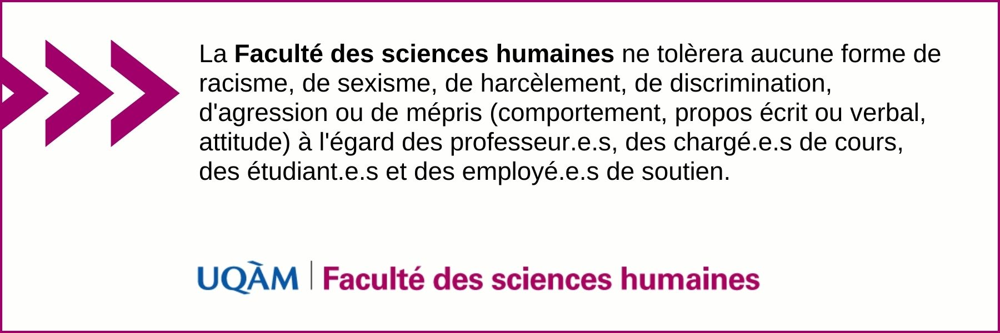 La Faculté des sciences humaines ne tolèrera aucune forme de
racisme, de sexisme, de harcèlement, de discrimination,
d'agression ou de mépris (comportement, propos écrit ou verbal,
attitude) à l'égard des professeur.e.s, des chargé.e.s de cours,
des étudiant.e.s et des employé.e.s de soutien.
UQÀM | Faculté des sciences humaines